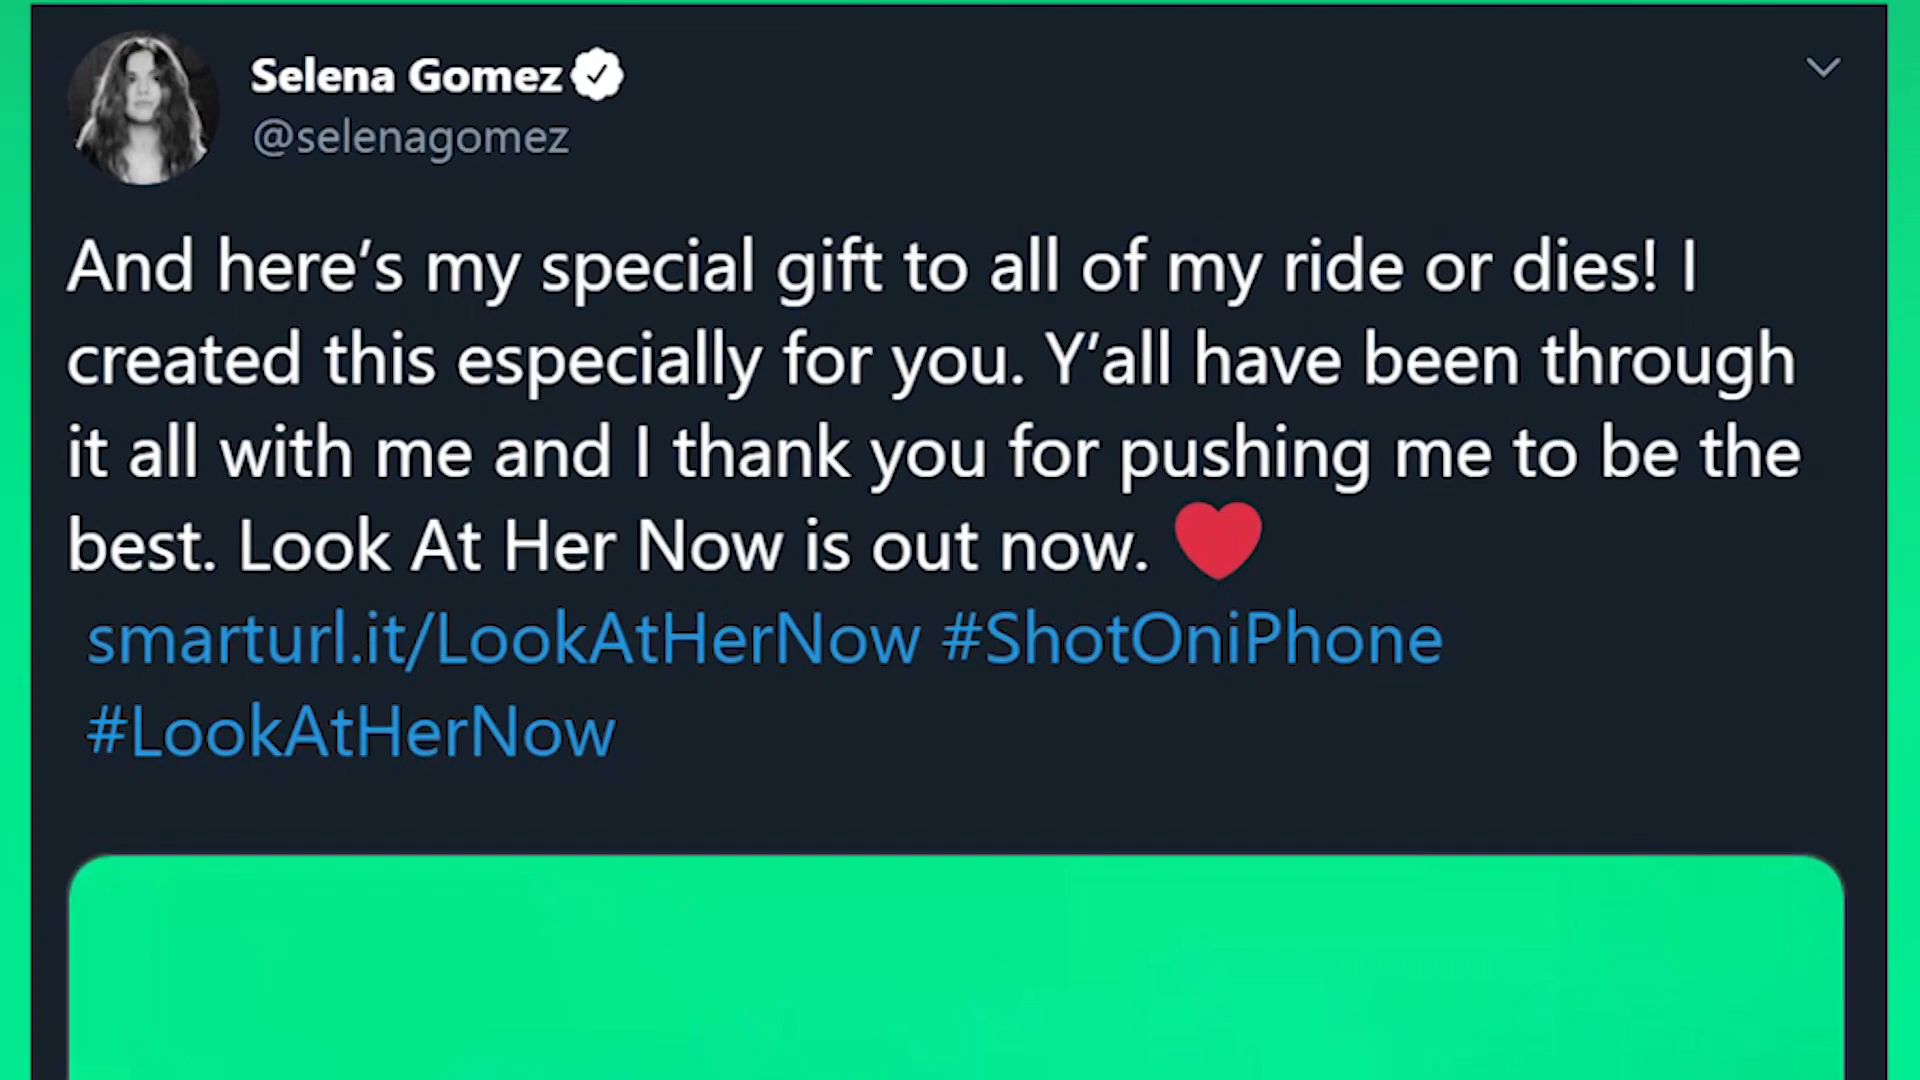 Selena Gomez
@selenagomez
And here’s my special gift to all of my ride or dies! I
created this especially for you. Y’all have been through
it all with me and I thank you for pushing me to be the
best. Look At Her Now is out now. ❤
smarturl.it/LookAtHerNow #ShotOniPhone
#LookAtHerNow